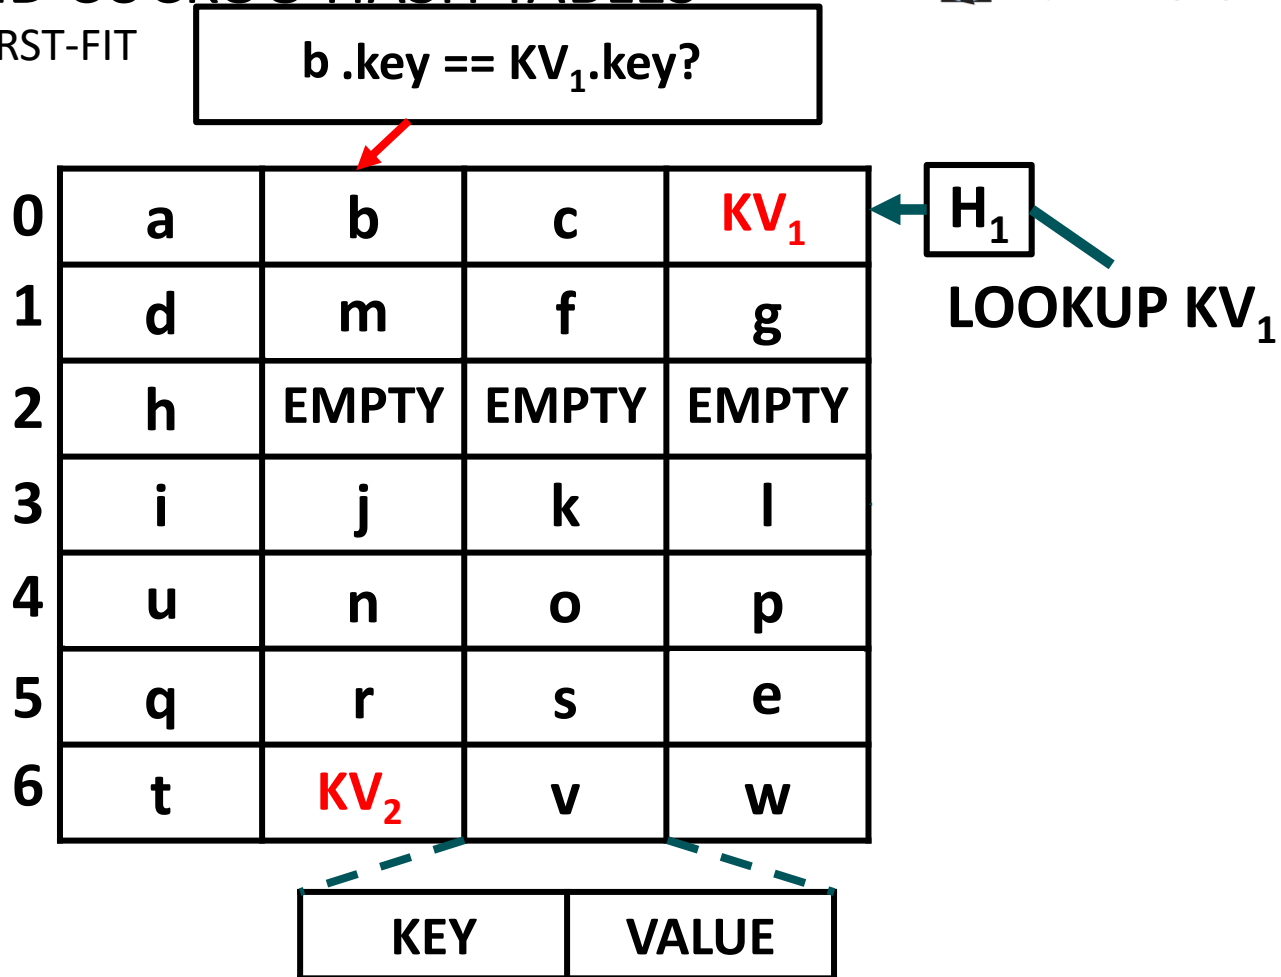 RST-FIT
b .key == KV₁.key?
0 a b c KV₁
H₁
1 d m f g
LOOKUP KV₁
2 h EMPTY EMPTY EMPTY
3 i j k l
4 u n o p
5 q r s e
6 t KV₂ v w
KEY VALUE